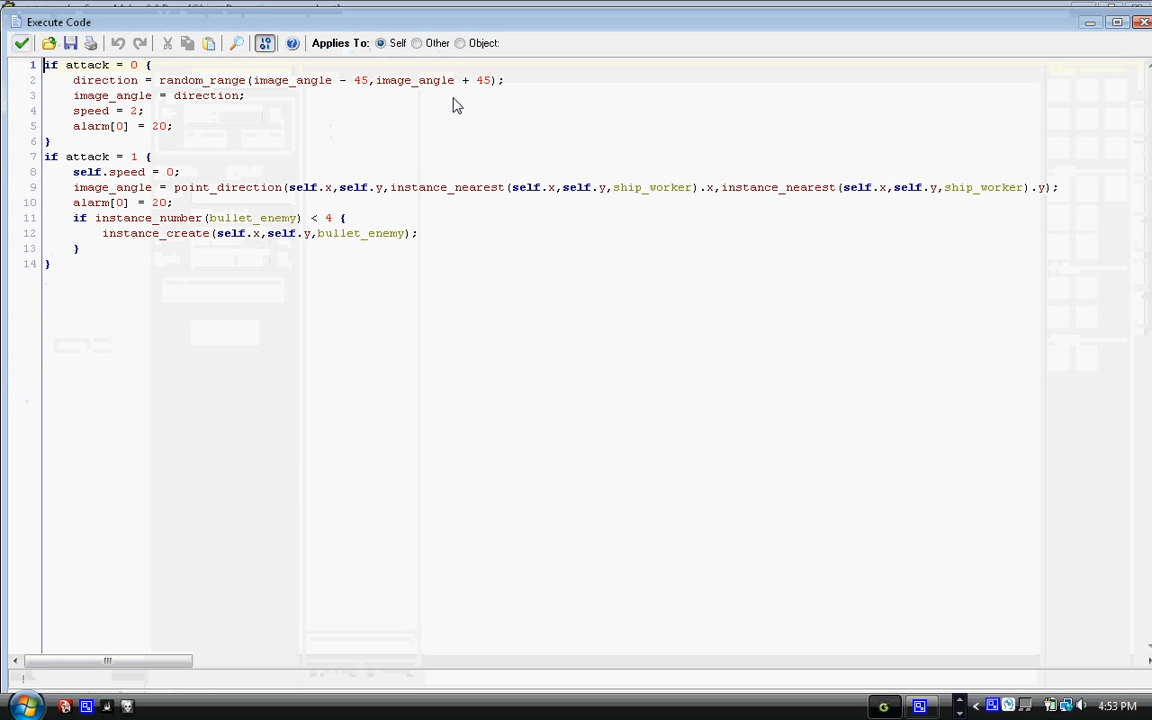 Execute Code
Applies To: Self Other Object:
1 if attack = 0 {
2 direction = random_range(image_angle - 45,image_angle + 45);
3 image_angle = direction;
4 speed = 2;
5 alarm[0] = 20;
6 }
7 if attack = 1 {
8 self.speed = 0;
9 image_angle = point_direction(self.x,self.y,instance_nearest(self.x,self.y,ship_worker).x,instance_nearest(self.x,self.y,ship_worker).y);
10 alarm[0] = 20;
11 if instance_number(bullet_enemy) < 4 {
12 instance_create(self.x,self.y,bullet_enemy);
13 }
14 }
4:53 PM